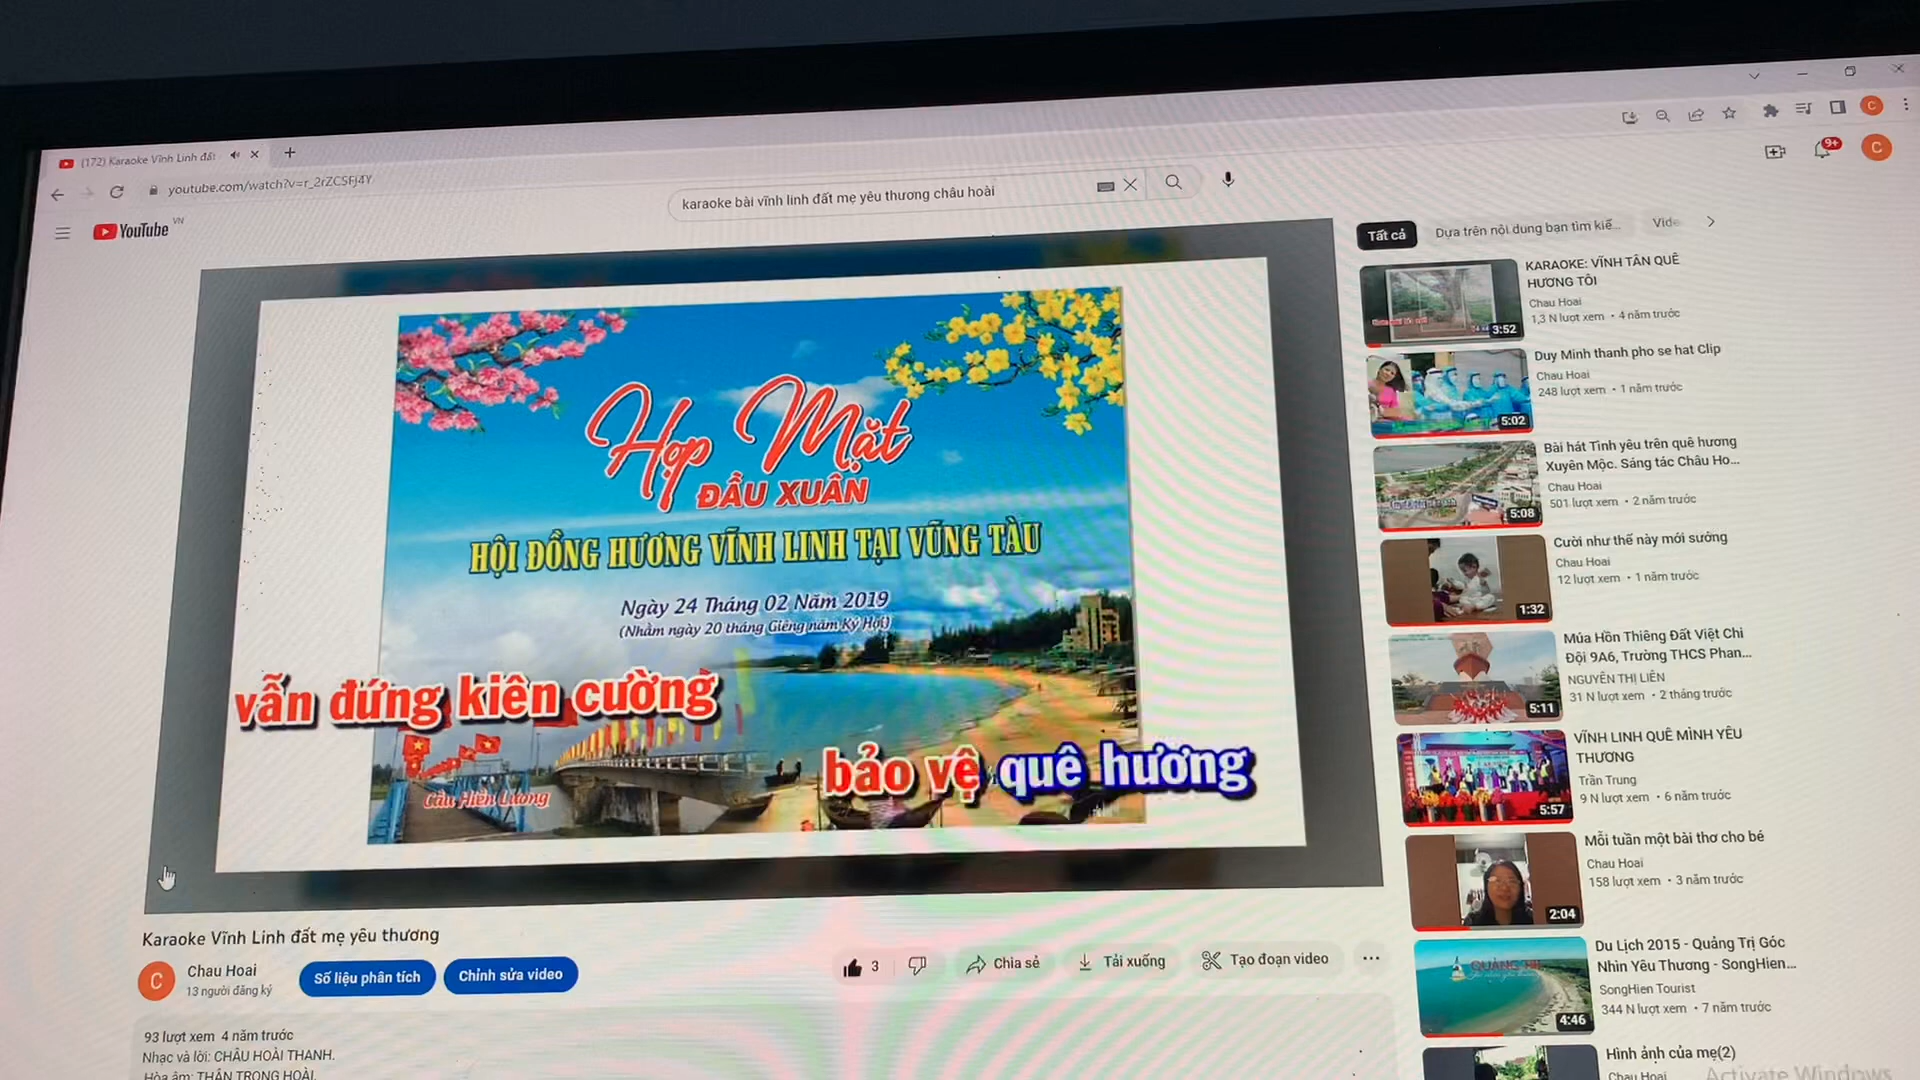 (172) Karaoke Vĩnh Linh đất
youtube.com/watch?v=r_2rZCSFj4Y
YouTube VN
karaoke bài vĩnh linh đất mẹ yêu thương châu hoài
C
9+
C
Họp Mặt
ĐẦU XUÂN
HỘI ĐỒNG HƯƠNG VĨNH LINH TẠI VŨNG TÀU
Ngày 24 Tháng 02 Năm 2019
(Nhằm ngày 20 tháng Giêng năm Kỷ Hợi)
vẫn đứng kiên cường
bảo vệ quê hương
Cầu Hiền Lương
Karaoke Vĩnh Linh đất mẹ yêu thương
C
Chau Hoai
13 người đăng ký
Số liệu phân tích
Chỉnh sửa video
3
Chia sẻ
Tải xuống
Tạo đoạn video
93 lượt xem 4 năm trước
Nhạc và lời: CHÂU HOÀI THANH.
Hòa âm: THÂN TRỌNG HOÀI.
Tất cả
Dựa trên nội dung bạn tìm kiế...
Vide
KARAOKE: VĨNH TÂN QUÊ
HƯƠNG TÔI
Chau Hoai
1,3 N lượt xem • 4 năm trước
3:52
Duy Minh thanh pho se hat Clip
Chau Hoai
248 lượt xem • 1 năm trước
5:02
Bài hát Tình yêu trên quê hương
Xuyên Mộc. Sáng tác Châu Ho...
Chau Hoai
501 lượt xem • 2 năm trước
5:08
Cười như thế này mới sướng
Chau Hoai
12 lượt xem • 1 năm trước
1:32
Múa Hồn Thiêng Đất Việt Chi
Đội 9A6, Trường THCS Phan...
NGUYÊN THỊ LIÊN
31 N lượt xem • 2 tháng trước
5:11
VĨNH LINH QUÊ MÌNH YÊU
THƯƠNG
Trần Trung
9 N lượt xem • 6 năm trước
5:57
Mỗi tuần một bài thơ cho bé
Chau Hoai
158 lượt xem • 3 năm trước
2:04
Du Lịch 2015 - Quảng Trị Góc
Nhìn Yêu Thương - SongHien...
SongHien Tourist
344 N lượt xem • 7 năm trước
4:46
Hình ảnh của mẹ(2)
Chau Hoai
Activate Windows